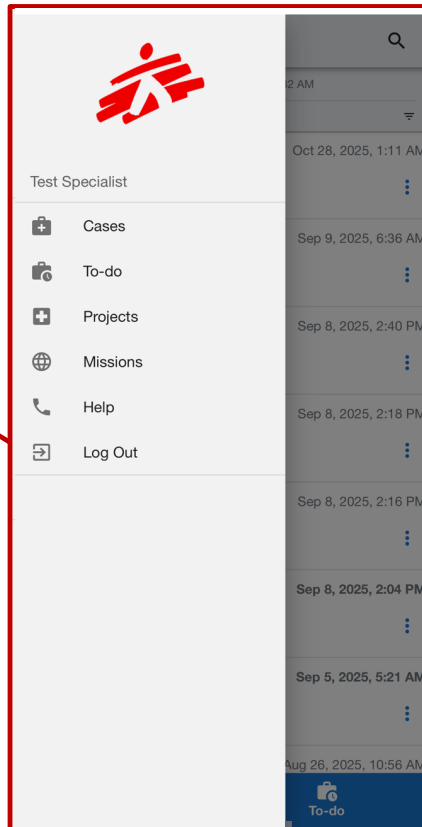 32 AM
Oct 28, 2025, 1:11 AM
Test Specialist
Cases
Sep 9, 2025, 6:36 AM
To-do
Projects
Sep 8, 2025, 2:40 PM
Missions
Help
Sep 8, 2025, 2:18 PM
Log Out
Sep 8, 2025, 2:16 PM
Sep 8, 2025, 2:04 PM
Sep 5, 2025, 5:21 AM
Aug 26, 2025, 10:56 AM
To-do